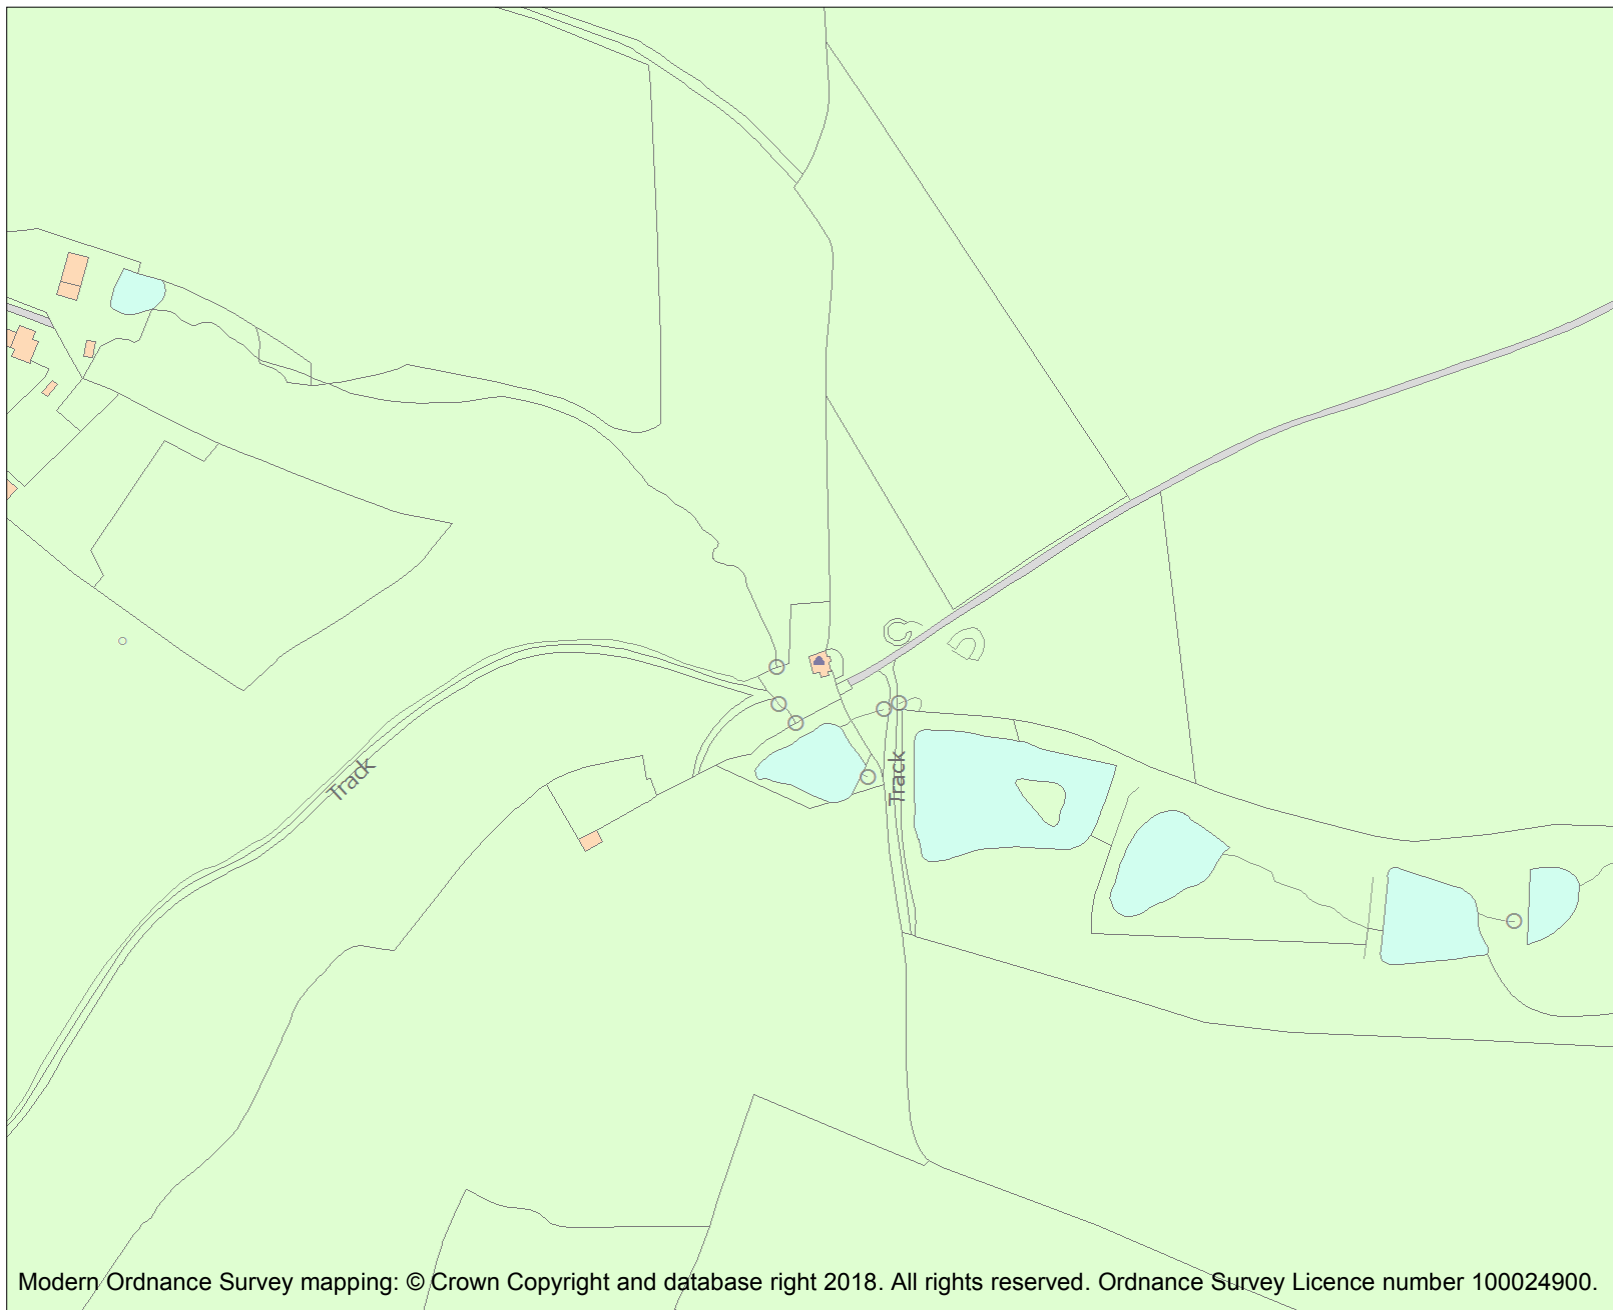 Track
Track
Modern Ordnance Survey mapping: © Crown Copyright and database right 2018. All rights reserved. Ordnance Survey Licence number 100024900.